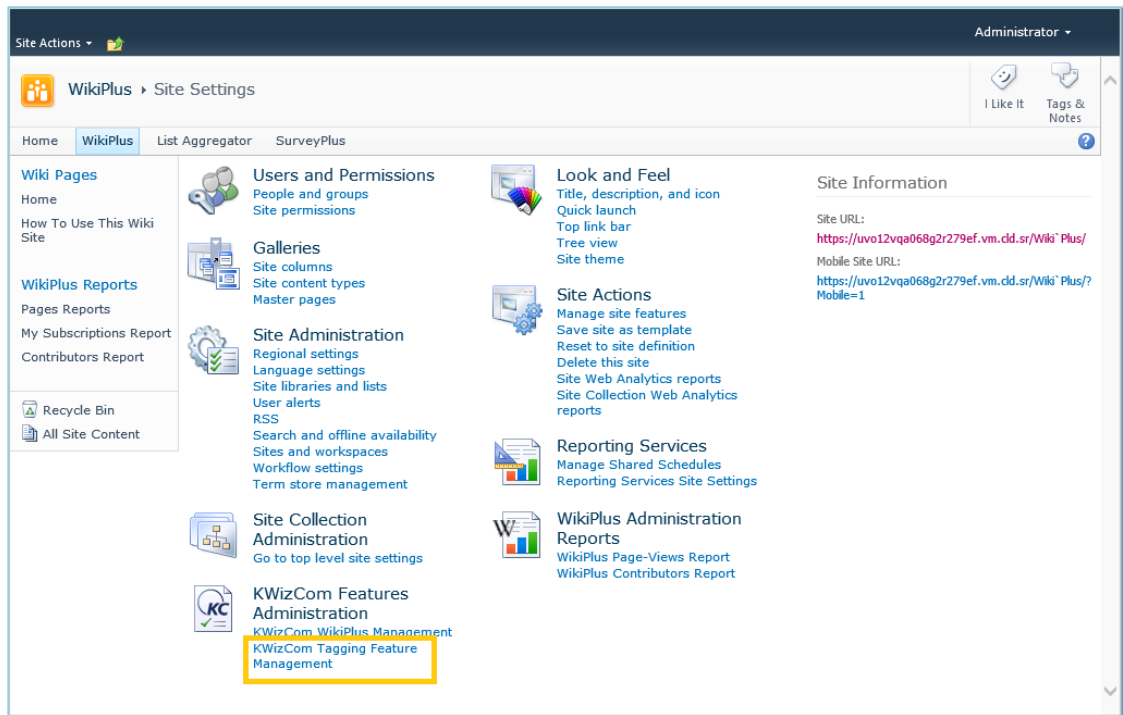 Administrator
Site Actions
WikiPlus Site Settings
I Like It
Tags &
Notes
Home WikiPlus List Aggregator SurveyPlus
Wiki Pages
Home
How To Use This Wiki
Site
WikiPlus Reports
Pages Reports
My Subscriptions Report
Contributors Report
Recycle Bin
All Site Content
Users and Permissions
People and groups
Site permissions
Galleries
Site columns
Site content types
Master pages
Site Administration
Regional settings
Language settings
Site libraries and lists
User alerts
RSS
Search and offline availability
Sites and workspaces
Workflow settings
Term store management
Site Collection
Administration
Go to top level site settings
KC
KWizCom Features
Administration
KWizCom WikiPlus Management
KWizCom Tagging Feature
Management
Look and Feel
Title, description, and icon
Quick launch
Top link bar
Tree view
Site theme
Site Actions
Manage site features
Save site as template
Reset to site definition
Delete this site
Site Web Analytics reports
Site Collection Web Analytics
reports
Reporting Services
Manage Shared Schedules
Reporting Services Site Settings
W
WikiPlus Administration
Reports
WikiPlus Page-Views Report
WikiPlus Contributors Report
Site Information
Site URL:
https://uvo12vqa068g2r279ef.vm.cld.sr/Wiki`Plus/
Mobile Site URL:
https://uvo12vqa068g2r279ef.vm.cld.sr/Wiki`Plus/?
Mobile=1